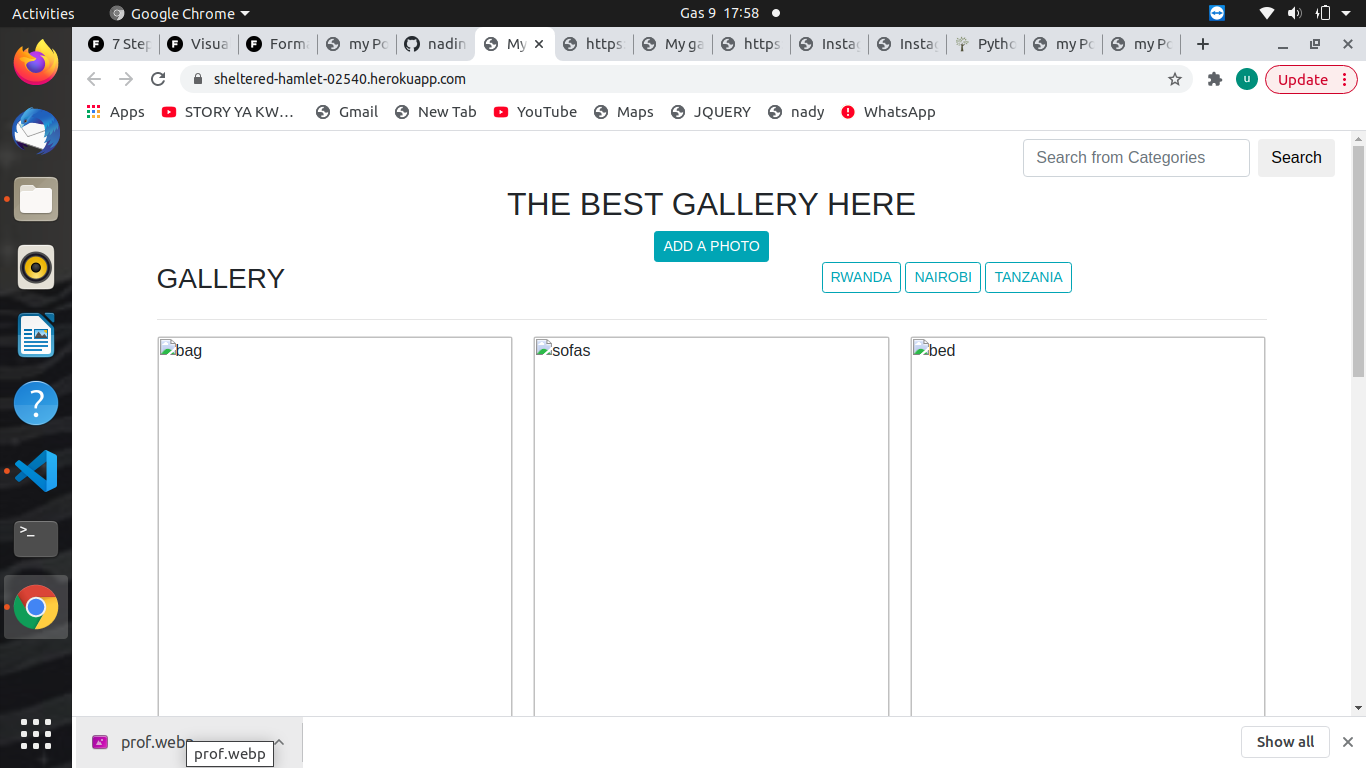 Activities Google Chrome Gas 9 17:58
7 Step Visua Forma my Po nadin My https: My ga https Instag Instag Pytho my Po my Po
sheltered-hamlet-02540.herokuapp.com u Update
Apps STORY YA KW... Gmail New Tab YouTube Maps JQUERY nady WhatsApp
Search from Categories Search
THE BEST GALLERY HERE
ADD A PHOTO
GALLERY RWANDA NAIROBI TANZANIA
bag sofas bed
prof.webp Show all
prof.webp